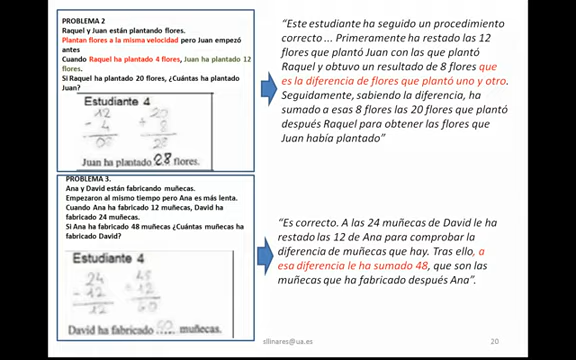 PROBLEMA 2
Raquel y Juan están plantando flores.
Plantan flores a la misma velocidad pero Juan empezó
antes
Cuando Raquel ha plantado 4 flores, Juan ha plantado 12
flores.
Si Raquel ha plantado 20 flores, ¿Cuántas ha plantado
Juan?
Estudiante 4
12 20
- 4 + 8
08 28
Juan ha plantado 28 flores.
"Este estudiante ha seguido un procedimiento
correcto ... Primeramente ha restado las 12
flores que plantó Juan con las que plantó
Raquel y obtuvo un resultado de 8 flores que
es la diferencia de flores que plantó uno y otro.
Seguidamente, sabiendo la diferencia, ha
sumado a esas 8 flores las 20 flores que plantó
después Raquel para obtener las flores que
Juan había plantado"
PROBLEMA 3.
Ana y David están fabricando muñecas.
Empezaron al mismo tiempo pero Ana es más lenta.
Cuando Ana ha fabricado 12 muñecas, David ha
fabricado 24 muñecas.
Si Ana ha fabricado 48 muñecas ¿Cuántas muñecas ha
fabricado David?
Estudiante 4
24 48
- 12 + 12
12 60
David ha fabricado 60 muñecas.
"Es correcto. A las 24 muñecas de David le ha
restado las 12 de Ana para comprobar la
diferencia de muñecas que hay. Tras ello, a
esa diferencia le ha sumado 48, que son las
muñecas que ha fabricado después Ana".
sllinares@ua.es
20